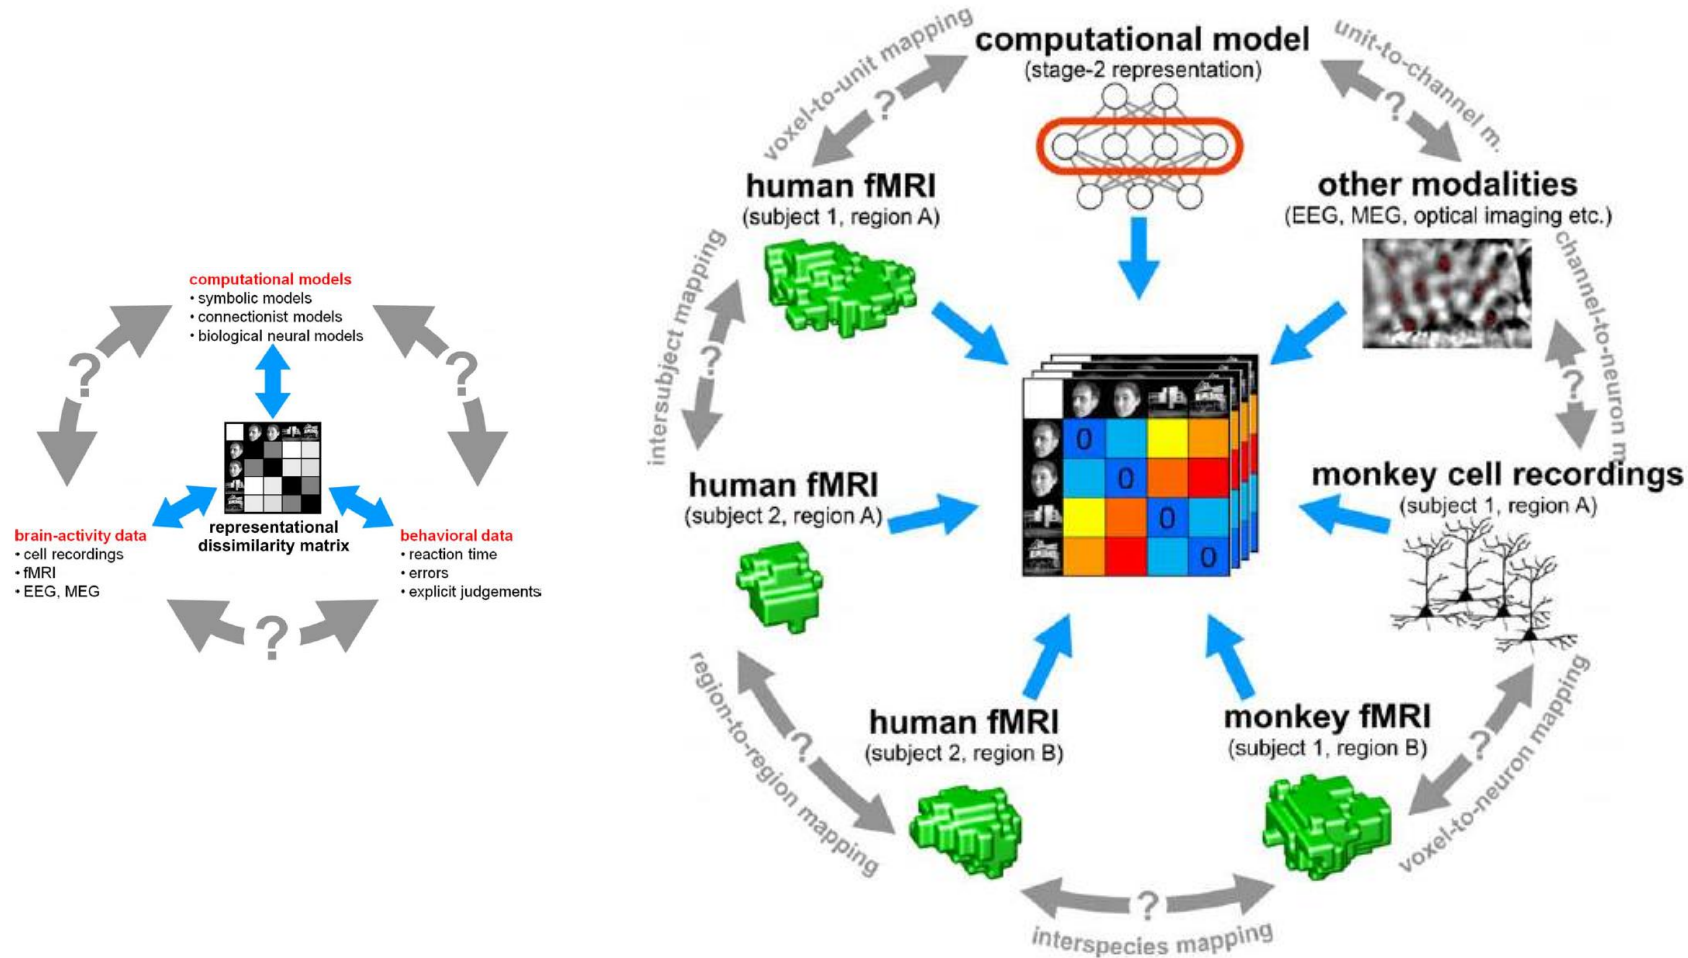 computational models
• symbolic models
• connectionist models
• biological neural models
?
?
representational
dissimilarity matrix
brain-activity data
• cell recordings
• fMRI
• EEG, MEG
behavioral data
• reaction time
• errors
• explicit judgements
?
computational model
(stage-2 representation)
voxel-to-unit mapping
?
unit-to-channel m.
?
human fMRI
(subject 1, region A)
other modalities
(EEG, MEG, optical imaging etc.)
intersubject mapping
?
channel-to-neuron m.
?
0
0
0
0
human fMRI
(subject 2, region A)
monkey cell recordings
(subject 1, region A)
region-to-region mapping
?
human fMRI
(subject 2, region B)
monkey fMRI
(subject 1, region B)
voxel-to-neuron mapping
?
?
interspecies mapping